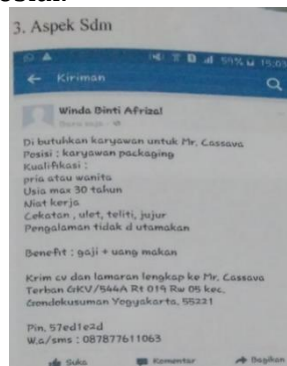 3. Aspek Sdm
59% 15:03
Kiriman
Winda Binti Afrizal
Di butuhkan karyawan untuk Mr. Cassava
Posisi : karyawan packaging
Kualifikasi :
pria atau wanita
Usia max 30 tahun
Niat kerja
Cekatan , ulet, teliti, jujur
Pengalaman tidak d utamakan
Benefit : gaji + uang makan
Krim cv dan lamaran lengkap ke Mr. Cassava
Terban GKV/544A Rt 019 Rw 05 kec.
Gondokusuman Yogyakarta, 55221
Pin. 57ed1e2d
W.a/sms : 087877611063
Suka Komentar Bagikan